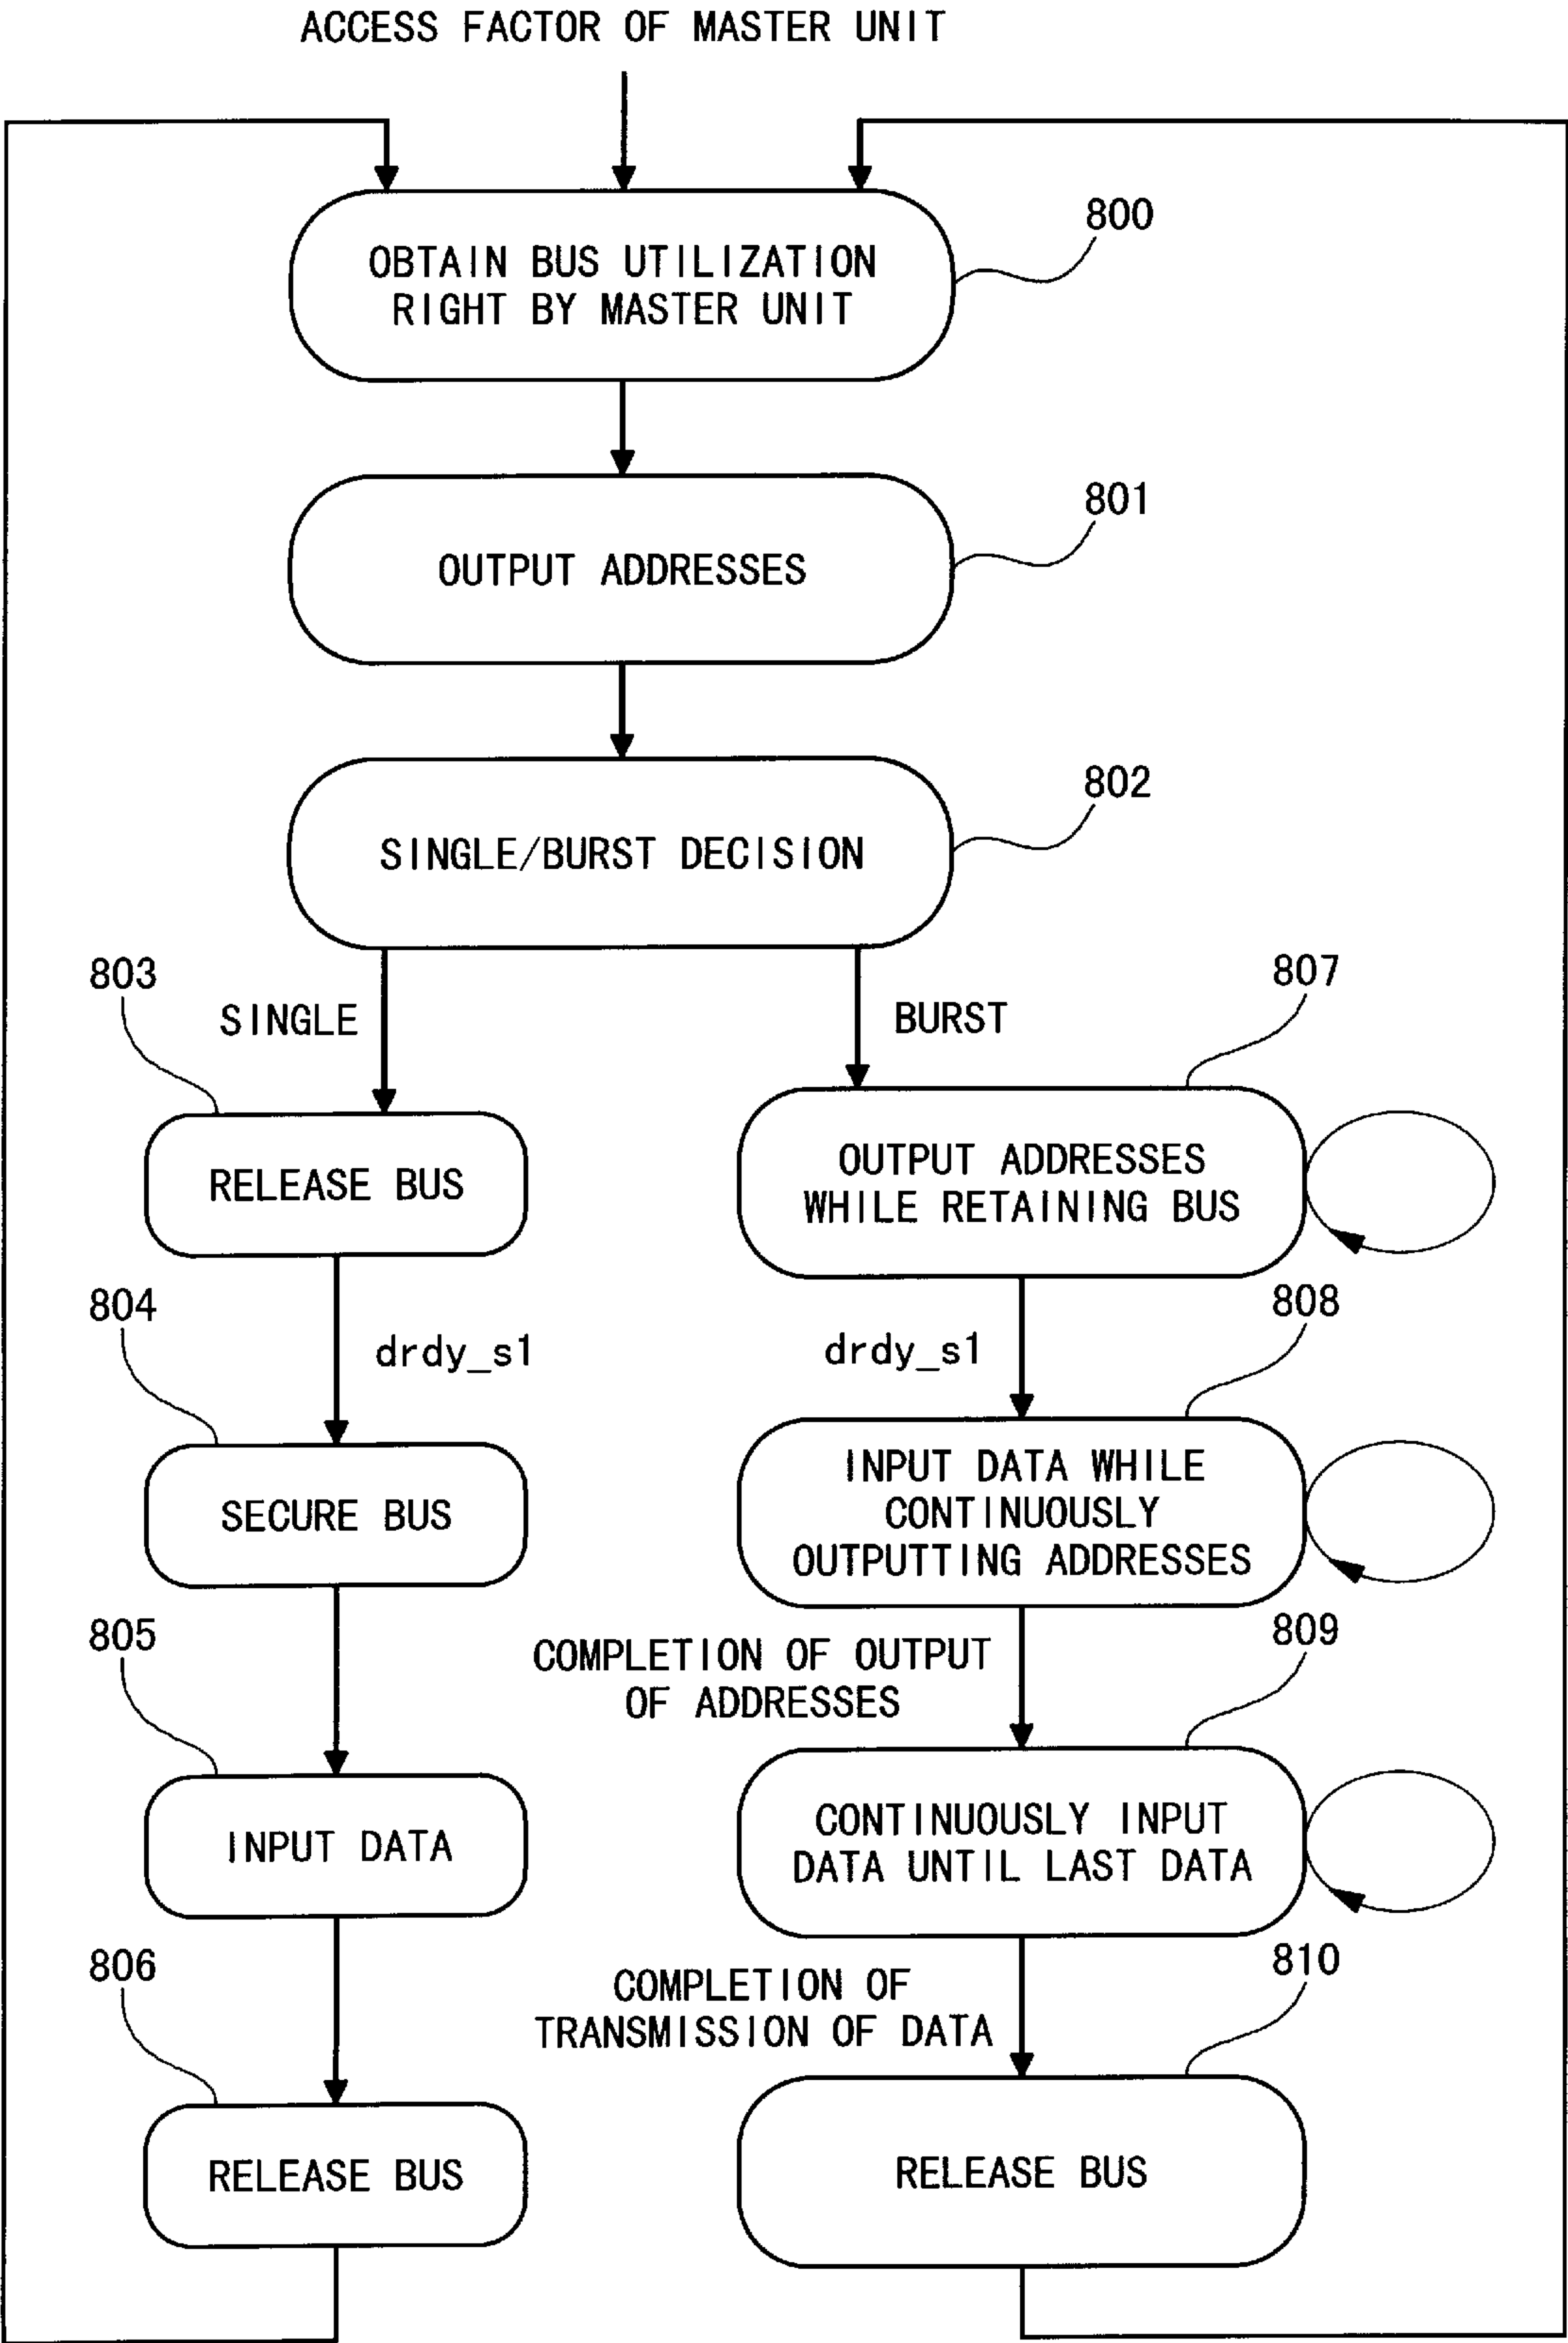 ACCESS FACTOR OF MASTER UNIT
800
OBTAIN BUS UTILIZATION
RIGHT BY MASTER UNIT
801
OUTPUT ADDRESSES
802
SINGLE/BURST DECISION
803
SINGLE
BURST
807
RELEASE BUS
OUTPUT ADDRESSES
WHILE RETAINING BUS
804
drdy_s1
drdy_s1
808
SECURE BUS
INPUT DATA WHILE
CONTINUOUSLY
OUTPUTTING ADDRESSES
805
COMPLETION OF OUTPUT
OF ADDRESSES
809
INPUT DATA
CONTINUOUSLY INPUT
DATA UNTIL LAST DATA
806
COMPLETION OF
TRANSMISSION OF DATA
810
RELEASE BUS
RELEASE BUS